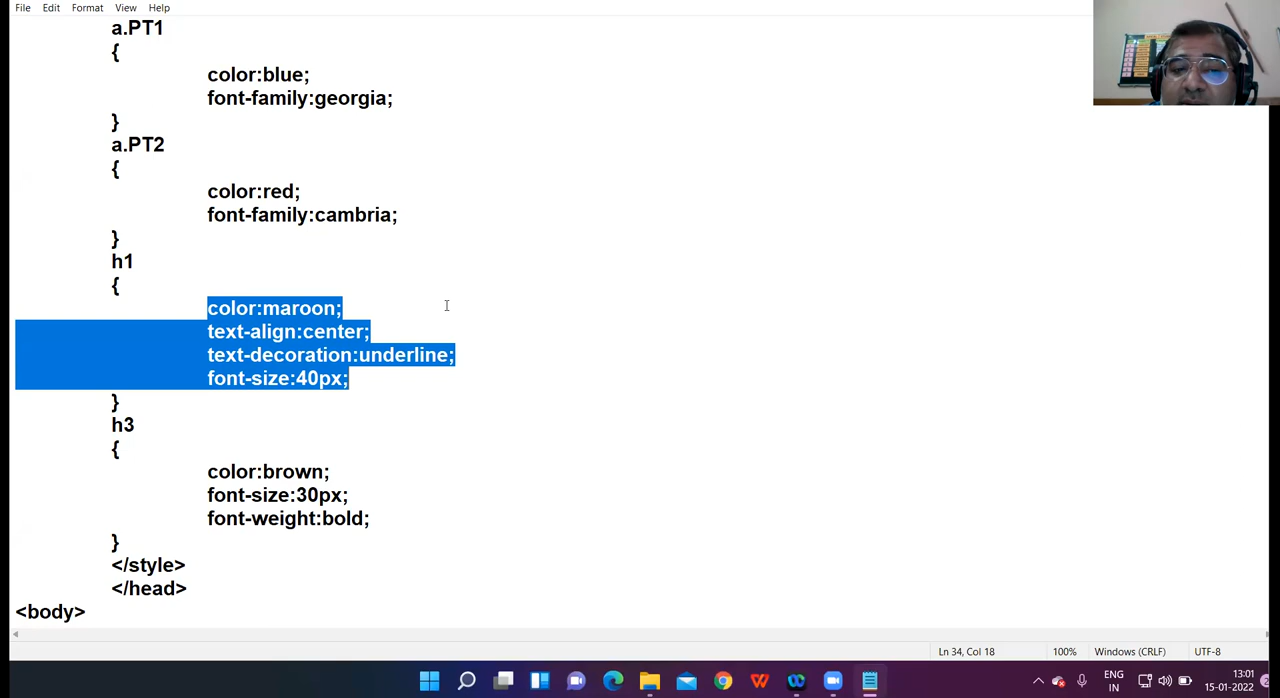 File Edit Format View Help
a.PT1
{
color:blue;
font-family:georgia;
}
a.PT2
{
color:red;
font-family:cambria;
}
h1
{
color:maroon;
text-align:center;
text-decoration:underline;
font-size:40px;
}
h3
{
color:brown;
font-size:30px;
font-weight:bold;
}
</style>
</head>
<body>
Ln 34, Col 18 100% Windows (CRLF) UTF-8
ENG
IN
13:01
15-01-2022